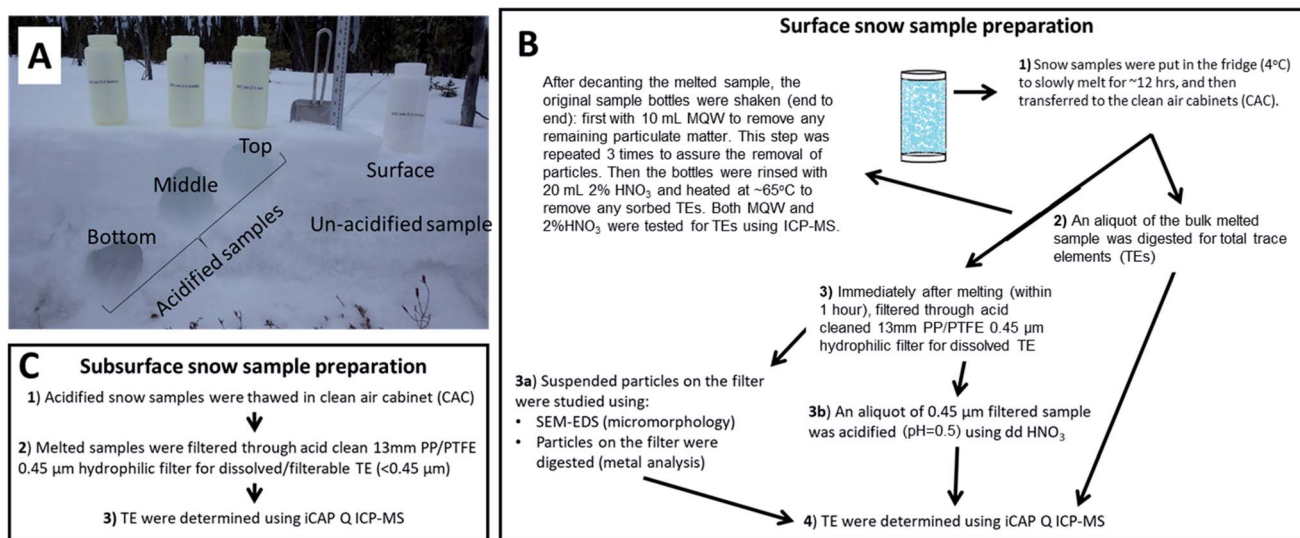 A
Top
Middle
Surface
Bottom
Acidified samples
Un-acidified sample
B
Surface snow sample preparation
After decanting the melted sample, the
original sample bottles were shaken (end to
end): first with 10 mL MQW to remove any
remaining particulate matter. This step was
repeated 3 times to assure the removal of
particles. Then the bottles were rinsed with
20 mL 2% HNO₃ and heated at ~65°C to
remove any sorbed TEs. Both MQW and
2%HNO₃ were tested for TEs using ICP-MS.
1) Snow samples were put in the fridge (4°C)
to slowly melt for ~12 hrs, and then
transferred to the clean air cabinets (CAC).
2) An aliquot of the bulk melted
sample was digested for total trace
elements (TEs)
3) Immediately after melting (within
1 hour), filtered through acid
cleaned 13mm PP/PTFE 0.45 µm
hydrophilic filter for dissolved TE
3a) Suspended particles on the filter
were studied using:
• SEM-EDS (micromorphology)
• Particles on the filter were
digested (metal analysis)
3b) An aliquot of 0.45 µm filtered sample
was acidified (pH=0.5) using dd HNO₃
4) TE were determined using iCAP Q ICP-MS
C
Subsurface snow sample preparation
1) Acidified snow samples were thawed in clean air cabinet (CAC)
2) Melted samples were filtered through acid clean 13mm PP/PTFE
0.45 µm hydrophilic filter for dissolved/filterable TE (<0.45 µm)
3) TE were determined using iCAP Q ICP-MS